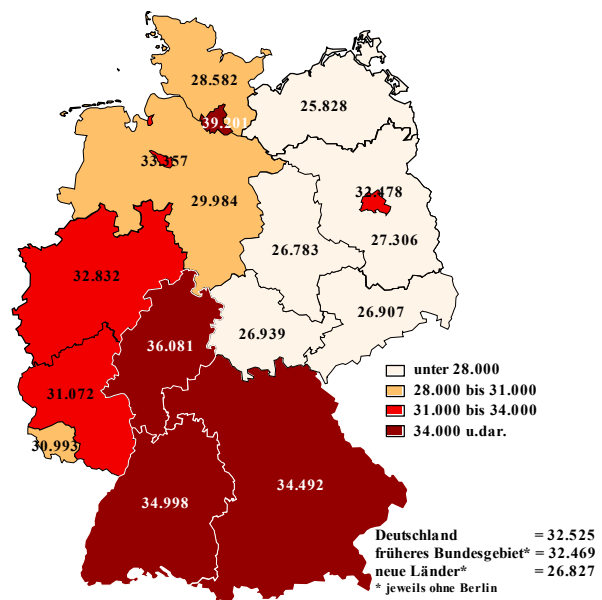 28.582
25.828
39.201
33.357
32.478
29.984
27.306
26.783
32.832
26.907
26.939
36.081
unter 28.000
28.000 bis 31.000
31.072
31.000 bis 34.000
34.000 u.dar.
30.993
34.492
34.998
Deutschland = 32.525
früheres Bundesgebiet* = 32.469
neue Länder* = 26.827
* jeweils ohne Berlin